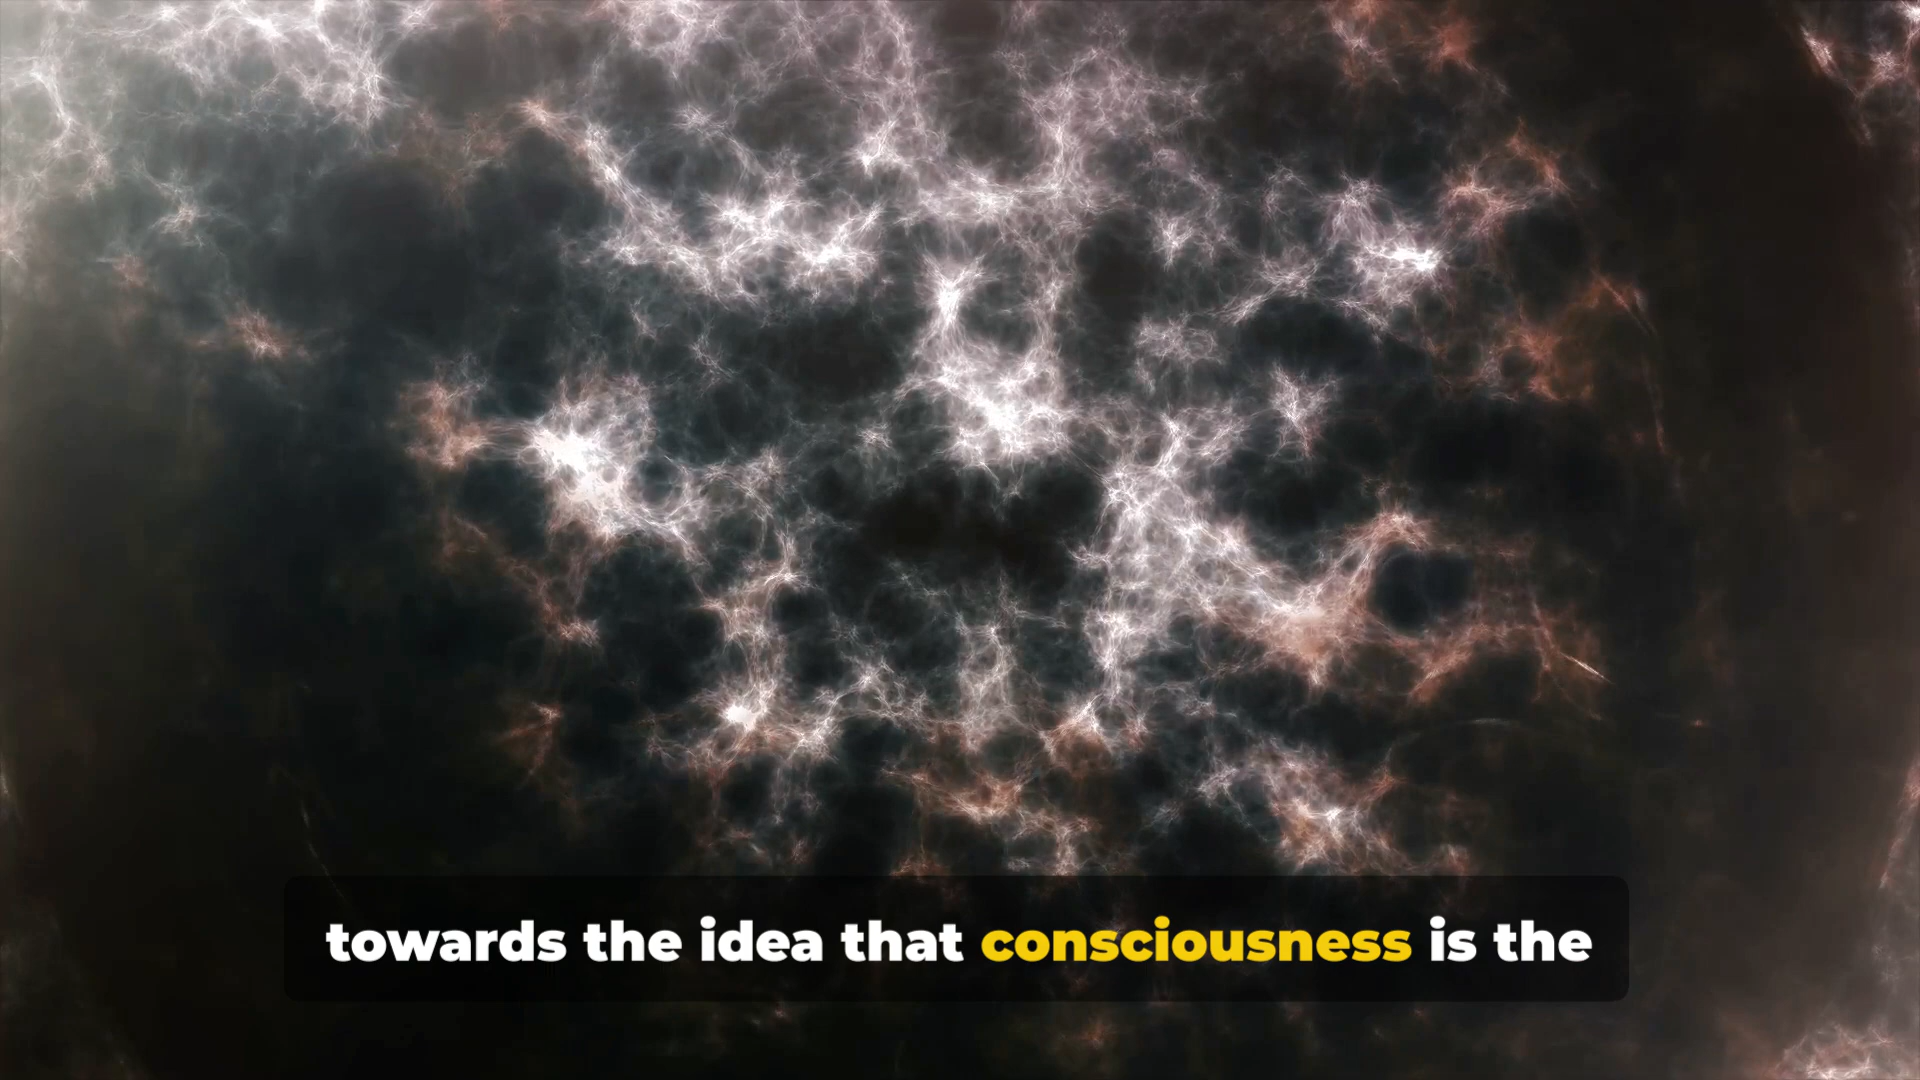 towards the idea that consciousness is the